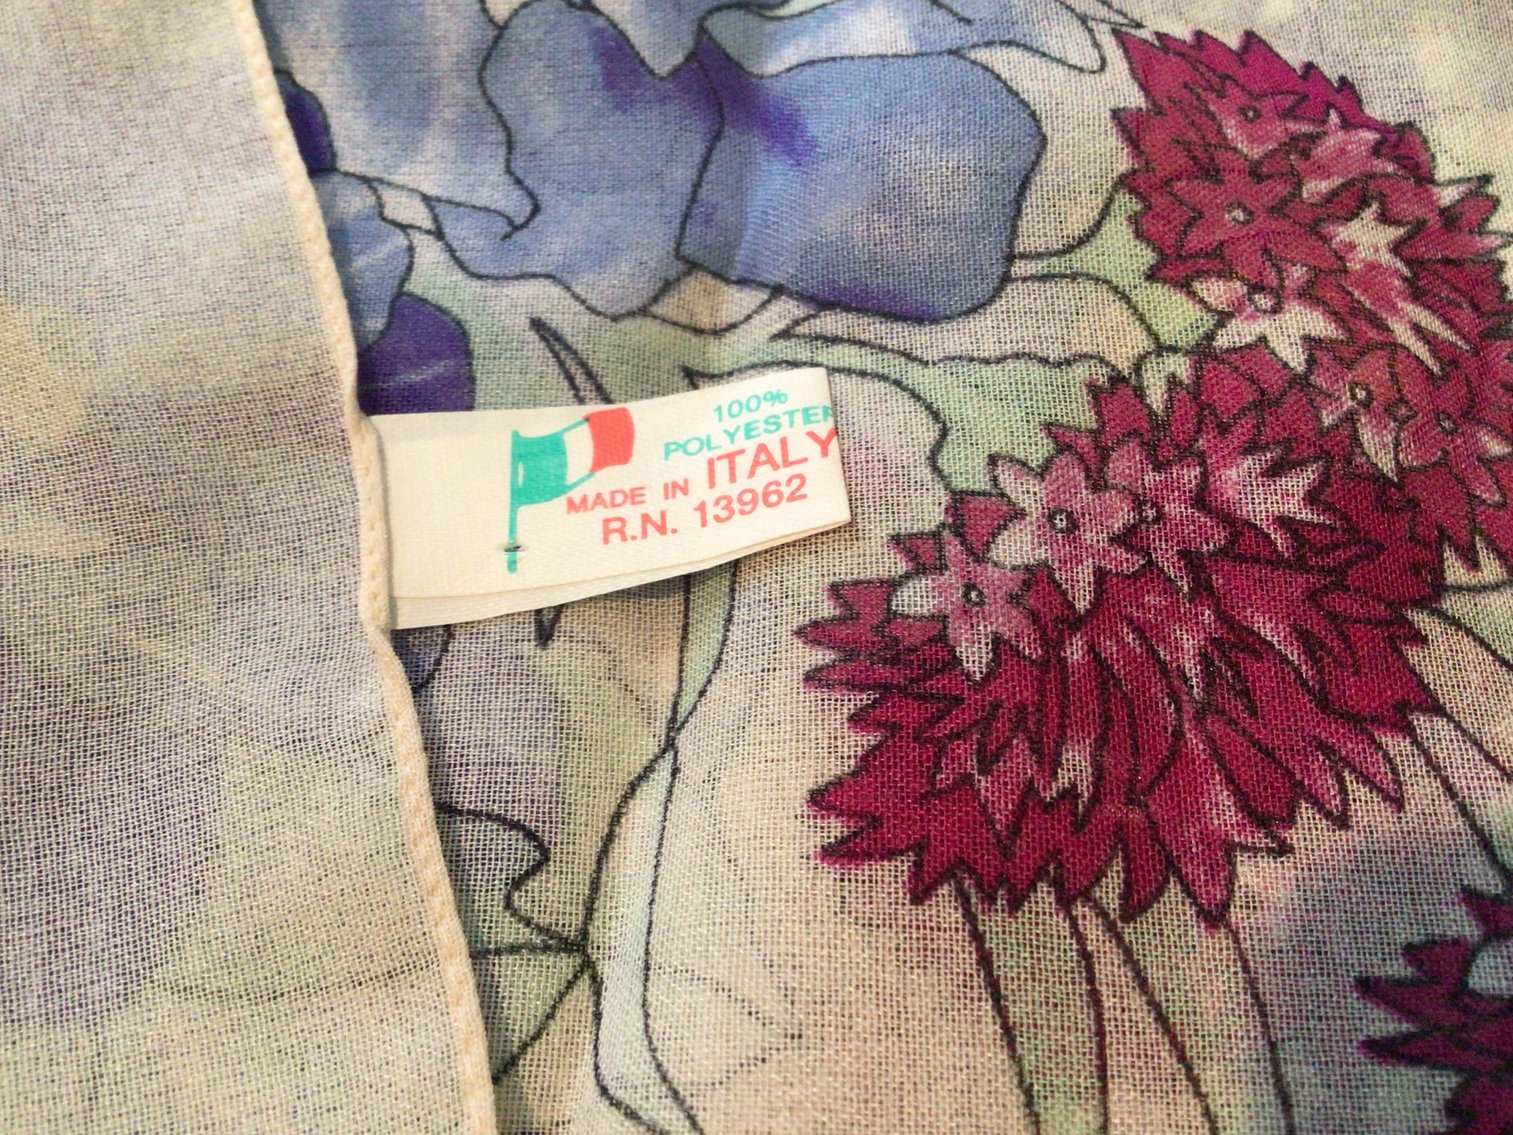 100%
POLYESTER
MADE IN ITALY
R.N. 13962